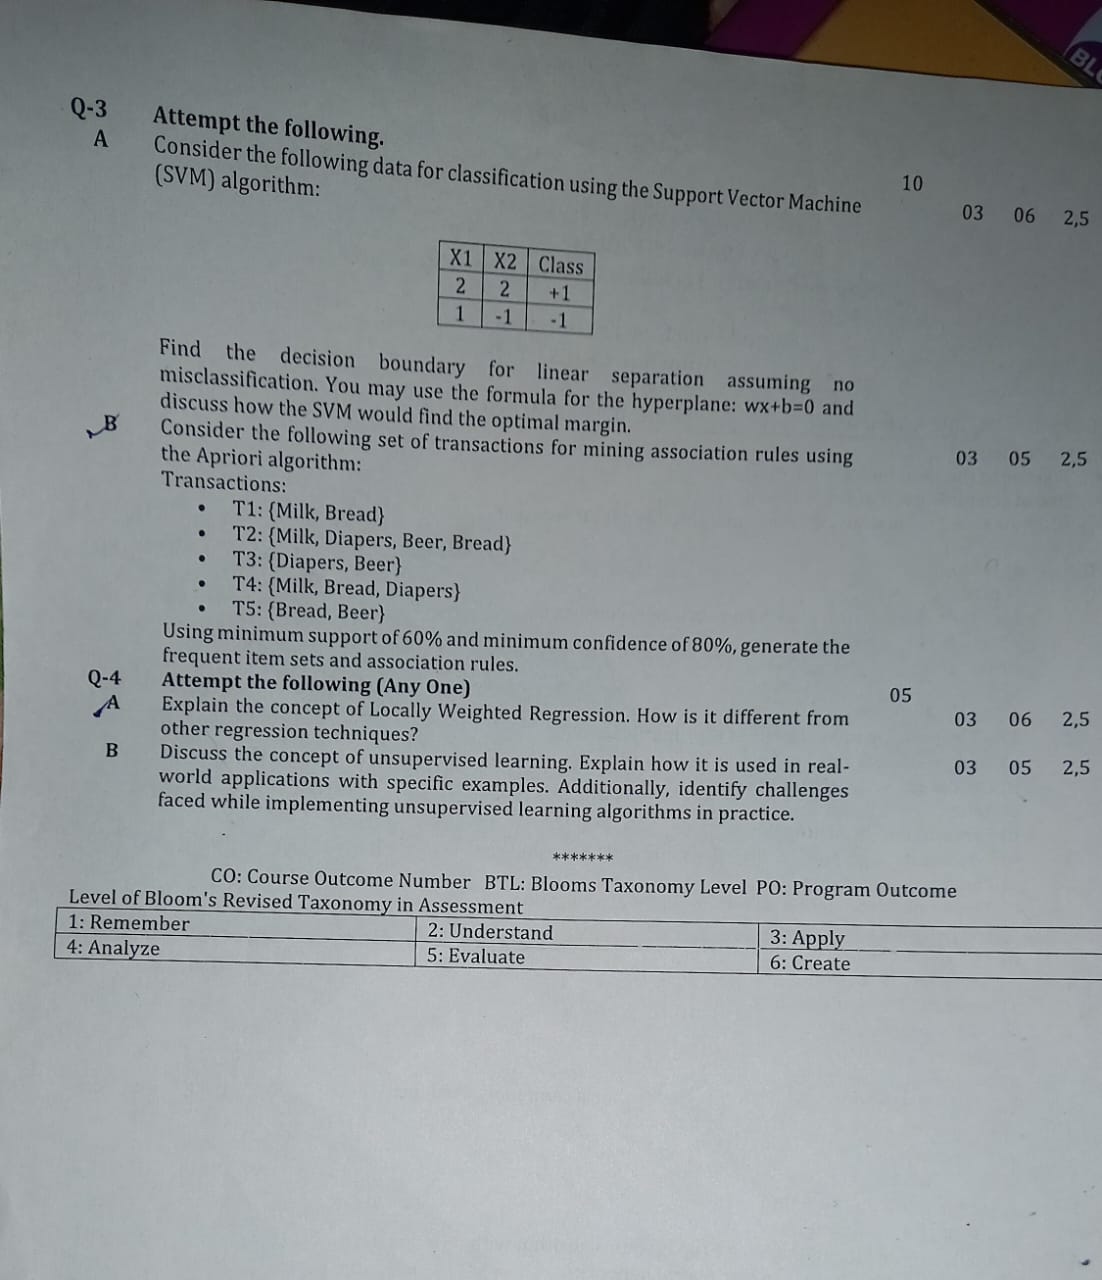 BL
Q-3 Attempt the following. 10
A Consider the following data for classification using the Support Vector Machine 03 06 2,5
(SVM) algorithm:
X1 X2 Class
2 2 +1
1 -1 -1
Find the decision boundary for linear separation assuming no
misclassification. You may use the formula for the hyperplane: wx+b=0 and
discuss how the SVM would find the optimal margin.
B Consider the following set of transactions for mining association rules using 03 05 2,5
the Apriori algorithm:
Transactions:
• T1: {Milk, Bread}
• T2: {Milk, Diapers, Beer, Bread}
• T3: {Diapers, Beer}
• T4: {Milk, Bread, Diapers}
• T5: {Bread, Beer}
Using minimum support of 60% and minimum confidence of 80%, generate the
frequent item sets and association rules.
Q-4 Attempt the following (Any One) 05
A Explain the concept of Locally Weighted Regression. How is it different from 03 06 2,5
other regression techniques?
B Discuss the concept of unsupervised learning. Explain how it is used in real- 03 05 2,5
world applications with specific examples. Additionally, identify challenges
faced while implementing unsupervised learning algorithms in practice.
*******
CO: Course Outcome Number BTL: Blooms Taxonomy Level PO: Program Outcome
Level of Bloom's Revised Taxonomy in Assessment
1: Remember 2: Understand 3: Apply
4: Analyze 5: Evaluate 6: Create